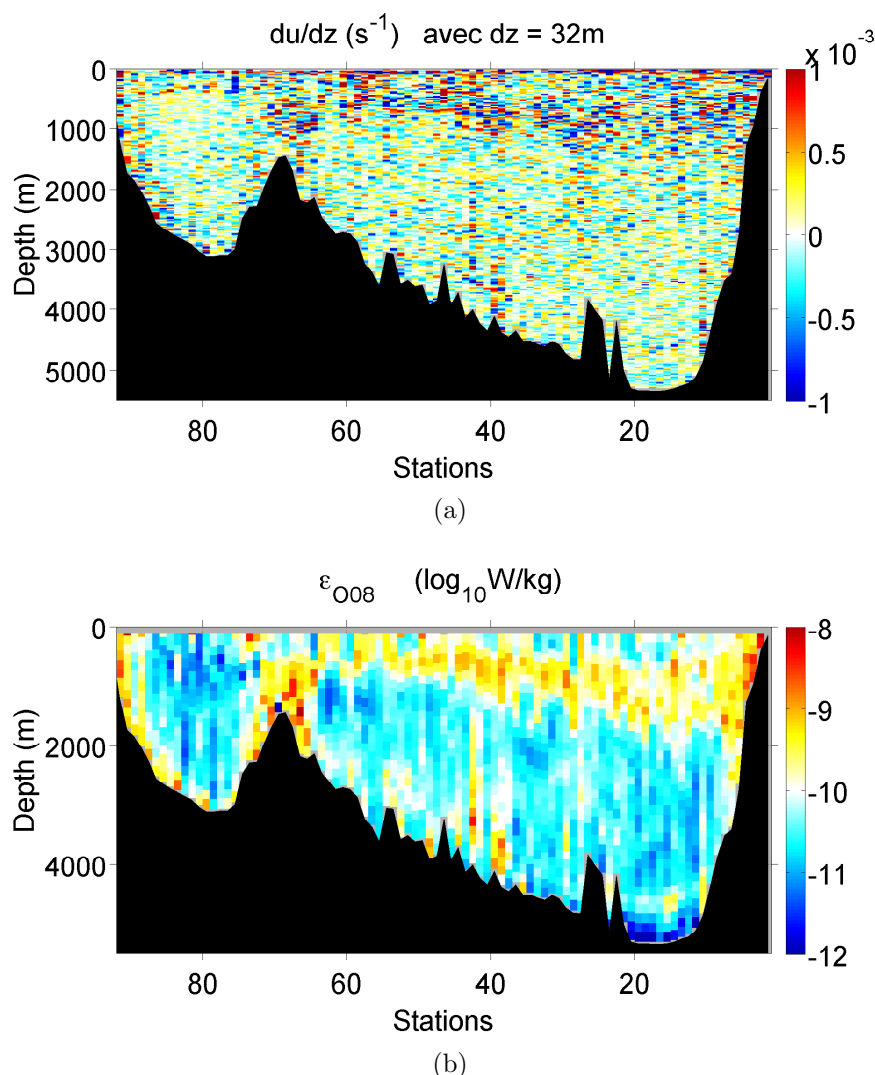 du/dz (s⁻¹) avec dz = 32m
x 10⁻³
0
1000
2000
3000
4000
5000
Depth (m)
80 60 40 20
Stations
1
0.5
0
-0.5
-1
(a)
ε_O08 (log₁₀W/kg)
0
2000
4000
Depth (m)
80 60 40 20
Stations
-8
-9
-10
-11
-12
(b)